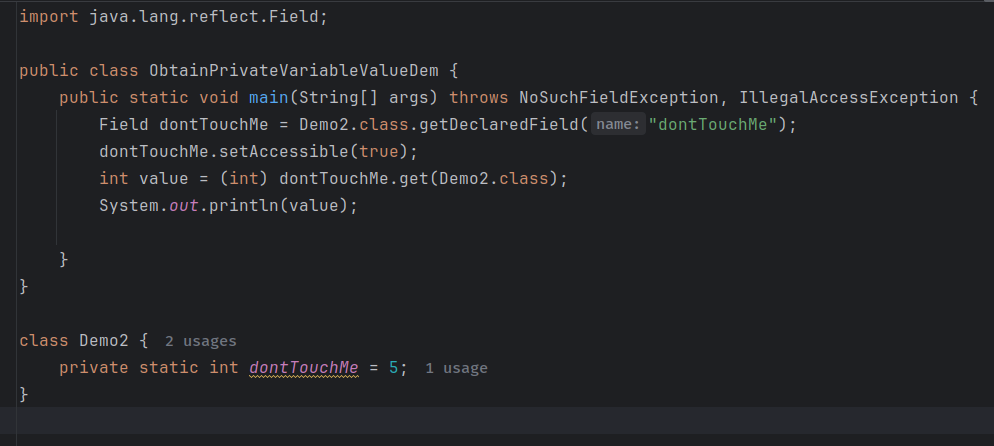 import java.lang.reflect.Field;
public class ObtainPrivateVariableValueDem {
public static void main(String[] args) throws NoSuchFieldException, IllegalAccessException {
Field dontTouchMe = Demo2.class.getDeclaredField( name: "dontTouchMe");
dontTouchMe.setAccessible(true);
int value = (int) dontTouchMe.get(Demo2.class);
System.out.println(value);
}
}
class Demo2 { 2 usages
private static int dontTouchMe = 5; 1 usage
}